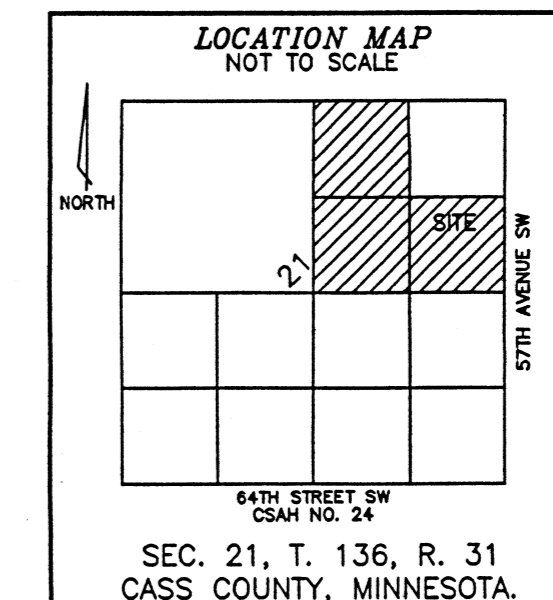 LOCATION MAP
NOT TO SCALE
NORTH
SITE
21
57TH AVENUE SW
64TH STREET SW
CSAH NO. 24
SEC. 21, T. 136, R. 31
CASS COUNTY, MINNESOTA.